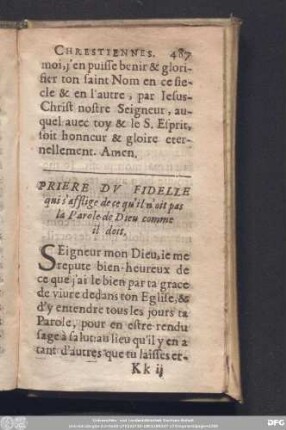 CHRESTIENNES. 487
moi, j'en puisse benir & glori-
fier ton saint Nom en ce sie-
cle & en l'autre, par Iesus-
Christ nostre Seigneur, au-
quel auec toy & le S. Esprit,
soit honneur & gloire eter-
nellement. Amen.
PRIERE DV FIDELLE
qui s'afflige de ce qu'il n'oit pas
la Parole de Dieu comme
il doit.
SEigneur mon Dieu, ie me
repute bien-heureux de
ce que j'ai le bien par ta grace
de viure dedans ton Eglise, &
d'y entendre tous les jours ta
Parole, pour en estre rendu
sage à salut: au lieu qu'il y en a
tant d'autres que tu laisses er-
Kk ij
DFG